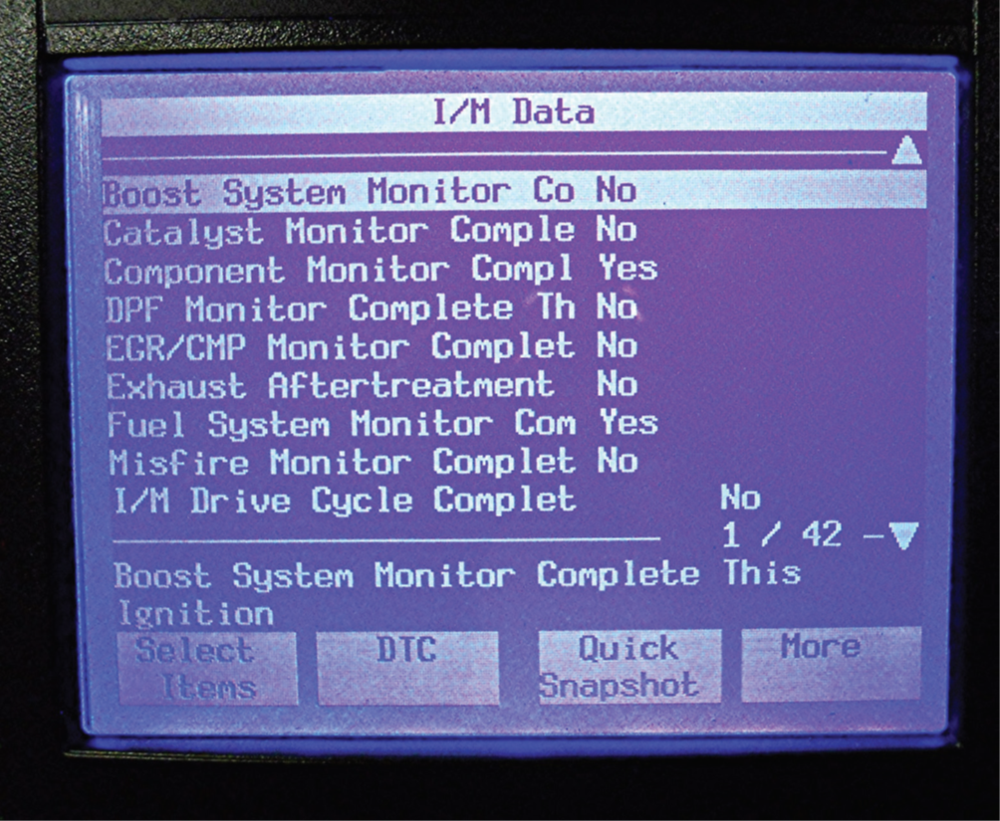 I/M Data
Boost System Monitor Co No
Catalyst Monitor Comple No
Component Monitor Compl Yes
DPF Monitor Complete Th No
EGR/CMP Monitor Complet No
Exhaust Aftertreatment No
Fuel System Monitor Com Yes
Misfire Monitor Complet No
I/M Drive Cycle Complet No
1 / 42
Boost System Monitor Complete This
Ignition
Select Items
DTC
Quick Snapshot
More